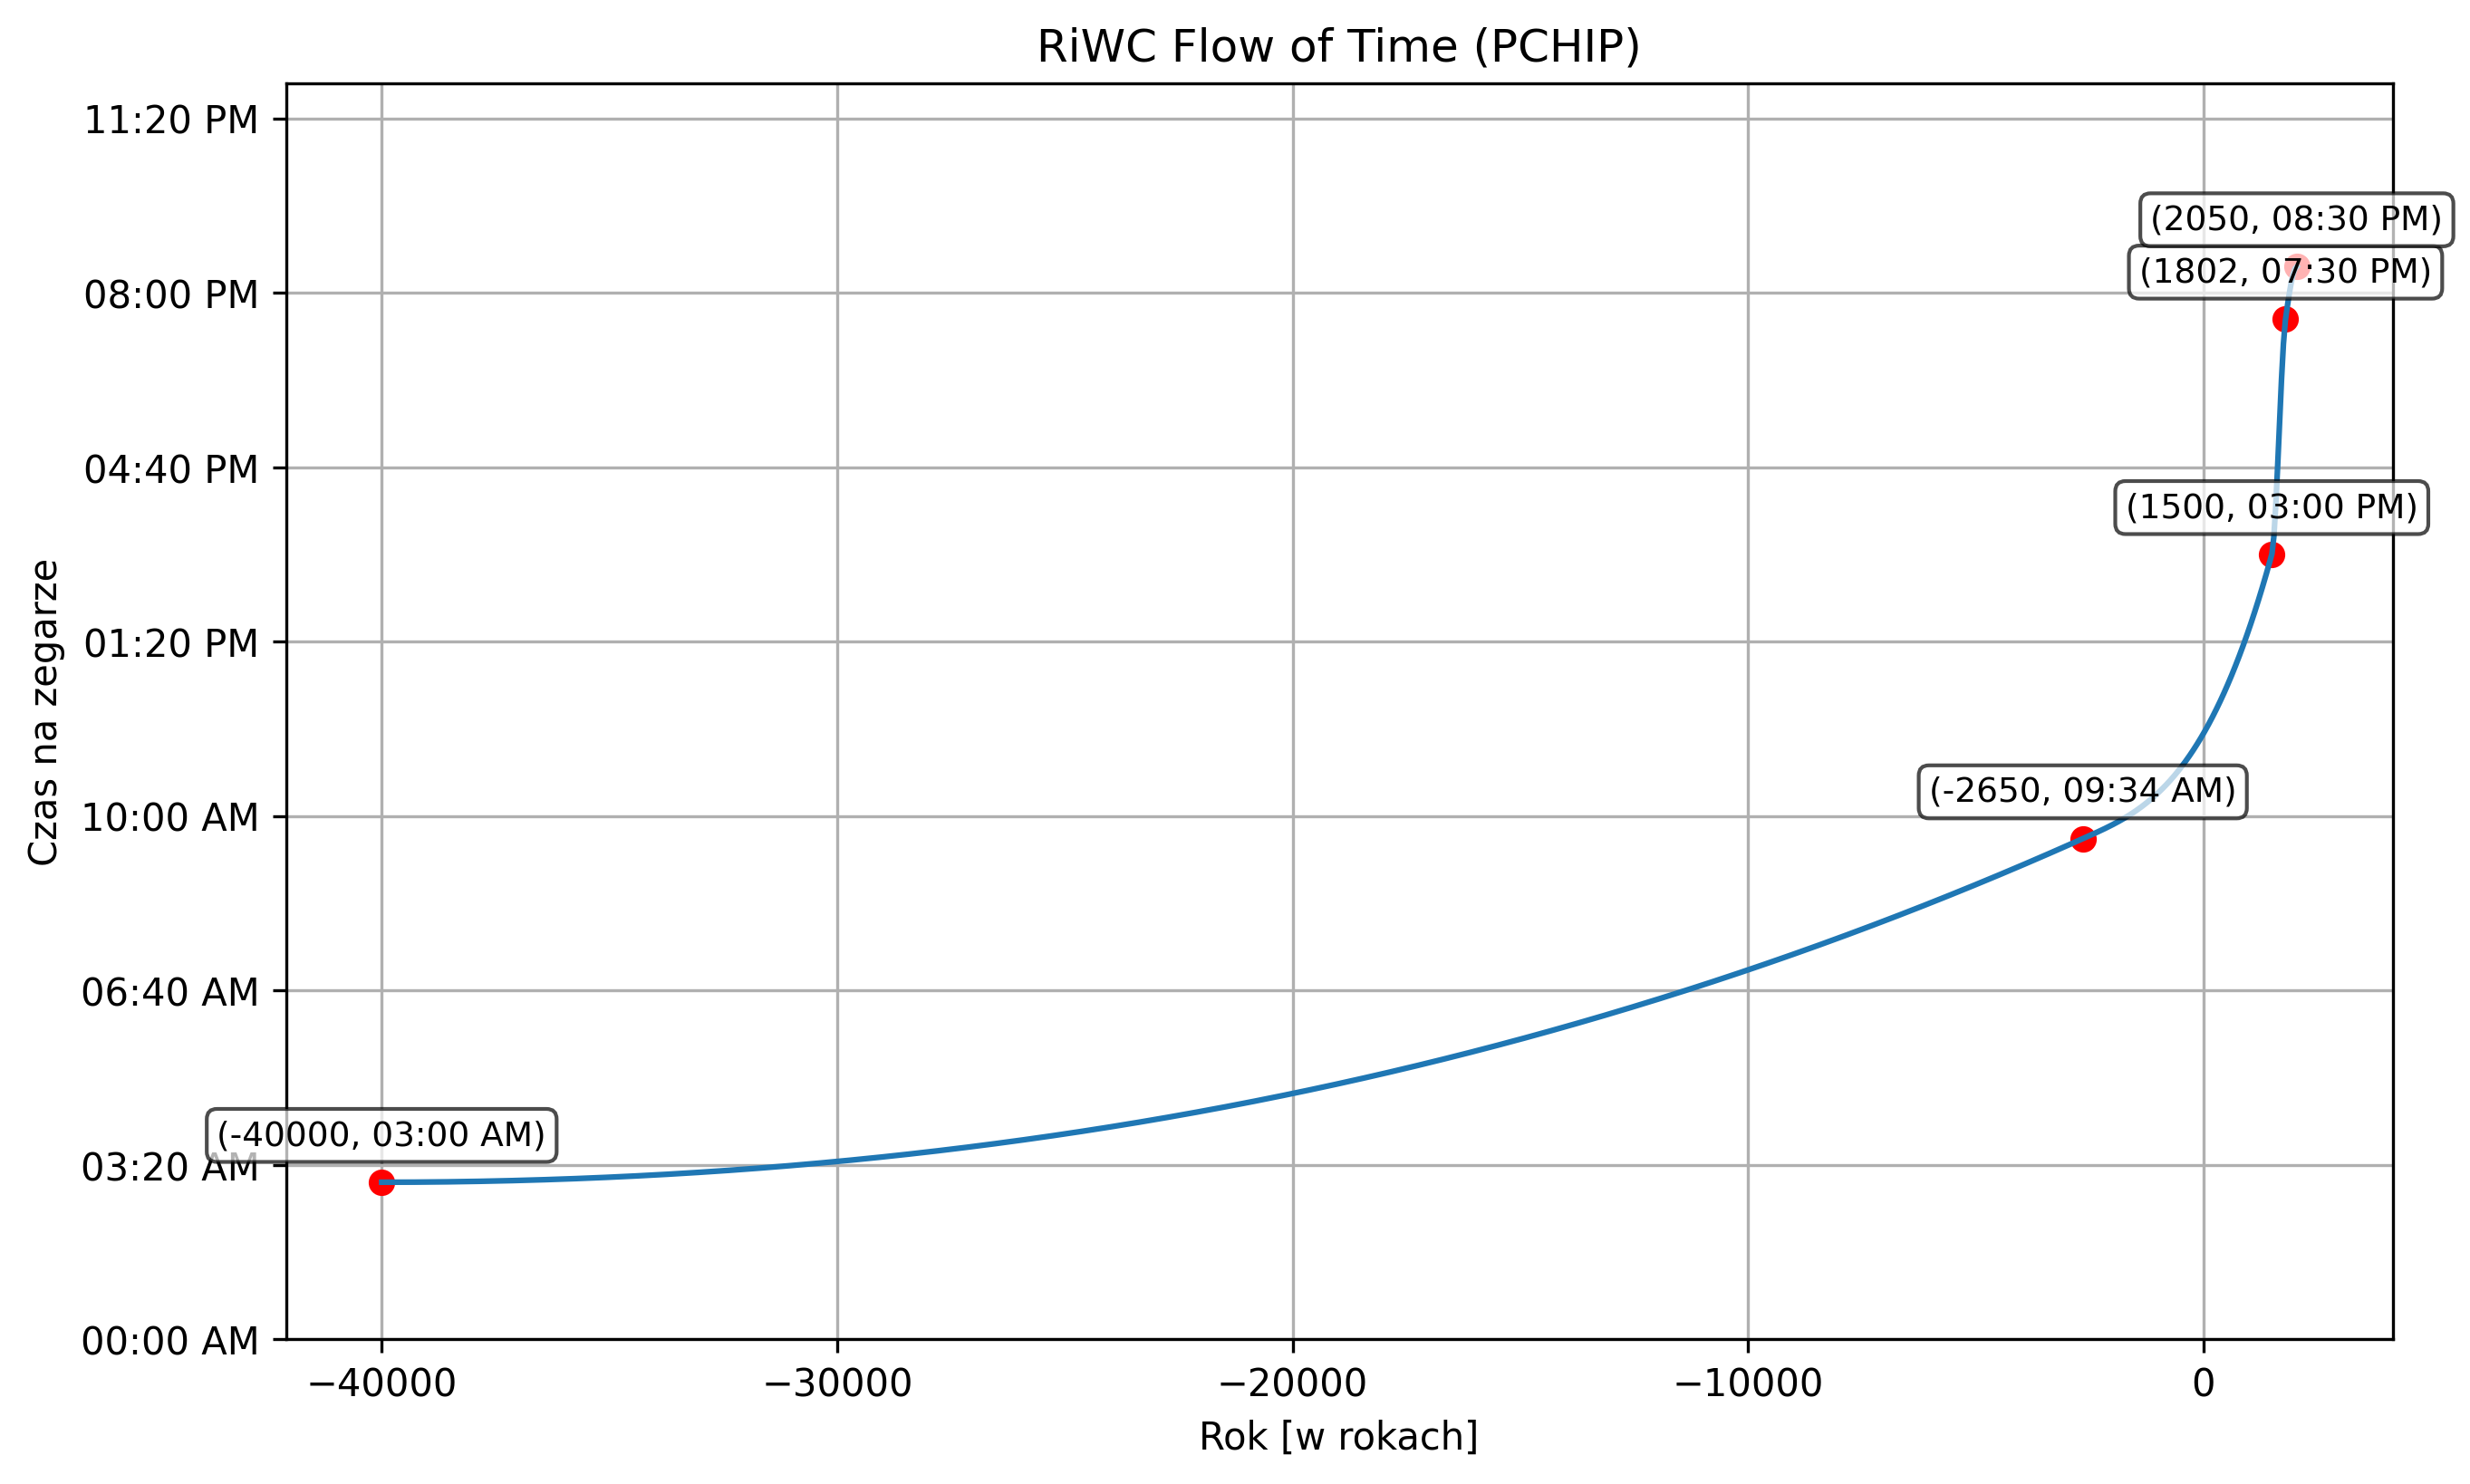 RiWC Flow of Time (PCHIP)
11:20 PM
(2050, 08:30 PM)
(1802, 07:30 PM)
08:00 PM
04:40 PM
(1500, 03:00 PM)
01:20 PM
(-2650, 09:34 AM)
10:00 AM
06:40 AM
(-40000, 03:00 AM)
03:20 AM
00:00 AM
Czas na zegarze
−40000 −30000 −20000 −10000 0
Rok [w rokach]